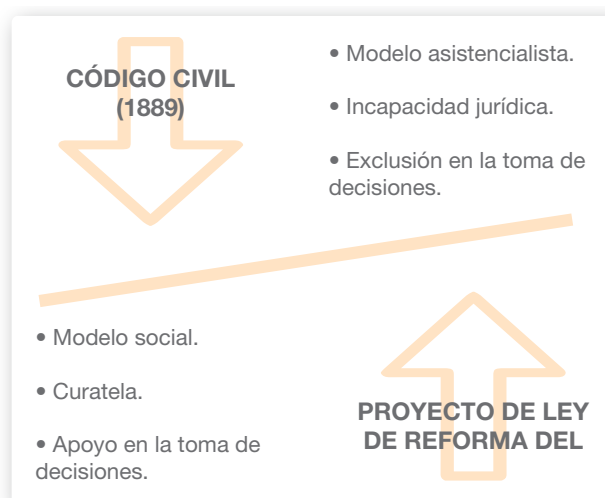 CÓDIGO CIVIL
(1889)
• Modelo asistencialista.
• Incapacidad jurídica.
• Exclusión en la toma de
decisiones.
• Modelo social.
• Curatela.
• Apoyo en la toma de
decisiones.
PROYECTO DE LEY
DE REFORMA DEL